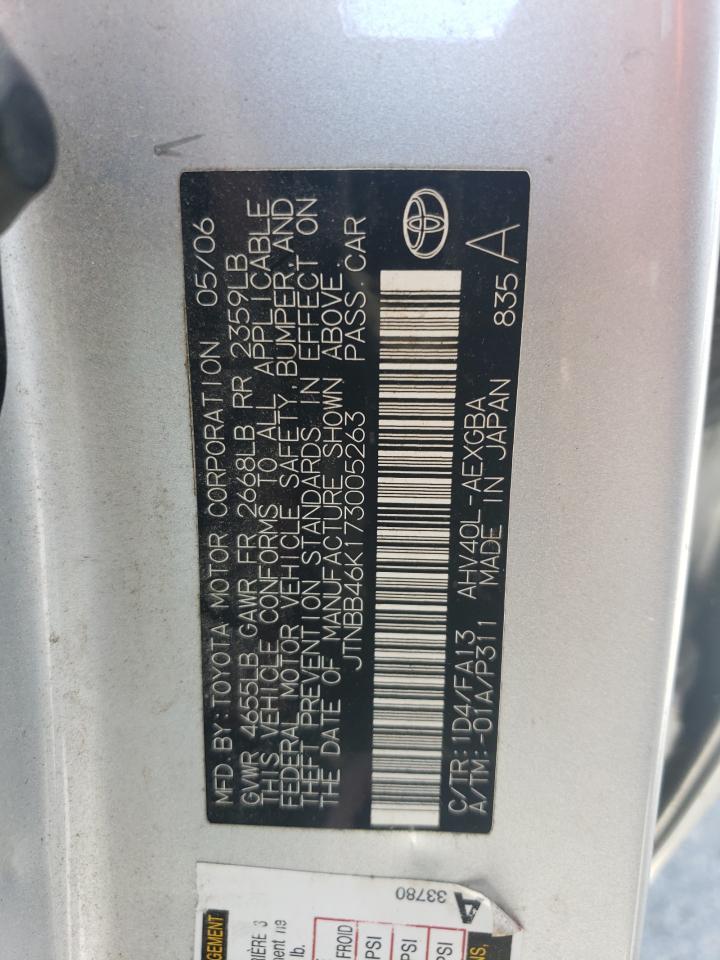 MFD BY:TOYOTA MOTOR CORPORATION 05/06
GVWR 4655LB GAWR FR 2668LB RR 2359LB
THIS VEHICLE CONFORMS TO ALL APPLICABLE
FEDERAL MOTOR VEHICLE SAFETY,BUMPER,AND
THEFT PREVENTION STANDARDS IN EFFECT ON
THE DATE OF MANUFACTURE SHOWN ABOVE.
JTNBB46K173005263 PASS CAR
C/TR:1D4/FA13 AHV40L-AEXGBA 835 A
A/TM:-01A/P311 MADE IN JAPAN
33780
FROID
PSI
PSI
PSI
lb.